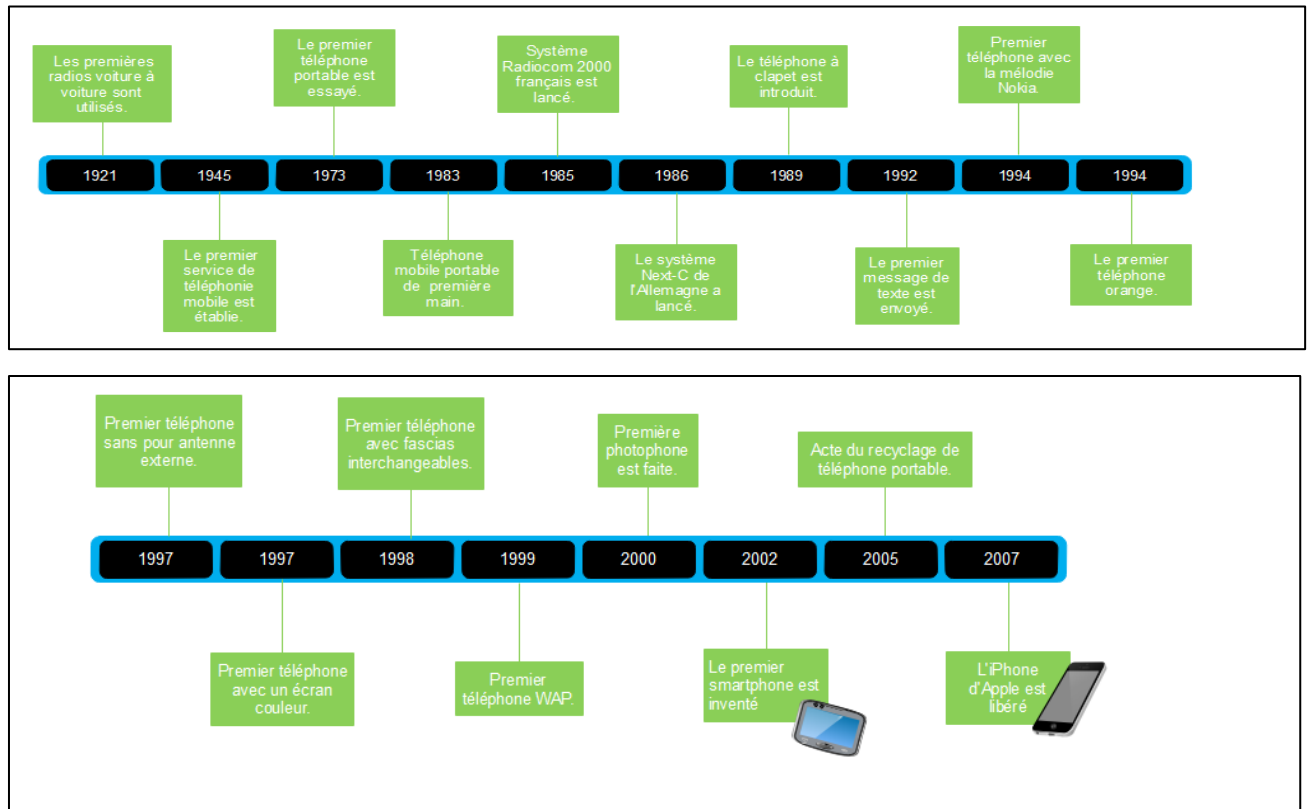 Les premières
radios voiture à
voiture sont
utilisés.
Le premier
téléphone
portable est
essayé.
Système
Radiocom 2000
français est
lancé.
Le téléphone à
clapet est
introduit.
Premier
téléphone avec
la mélodie
Nokia.
1921
1945
1973
1983
1985
1986
1989
1992
1994
1994
Le premier
service de
téléphonie
mobile est
établie.
Téléphone
mobile portable
de première
main.
Le système
Next-C de
l'Allemagne a
lancé.
Le premier
message de
texte est
envoyé.
Le premier
téléphone
orange.
Premier téléphone
sans pour antenne
externe.
Premier téléphone
avec fascias
interchangeables.
Première
photophone
est faite.
Acte du recyclage de
téléphone portable.
1997
1997
1998
1999
2000
2002
2005
2007
Premier téléphone
avec un écran
couleur.
Premier
téléphone WAP.
Le premier
smartphone est
inventé
L'iPhone
d'Apple est
libéré